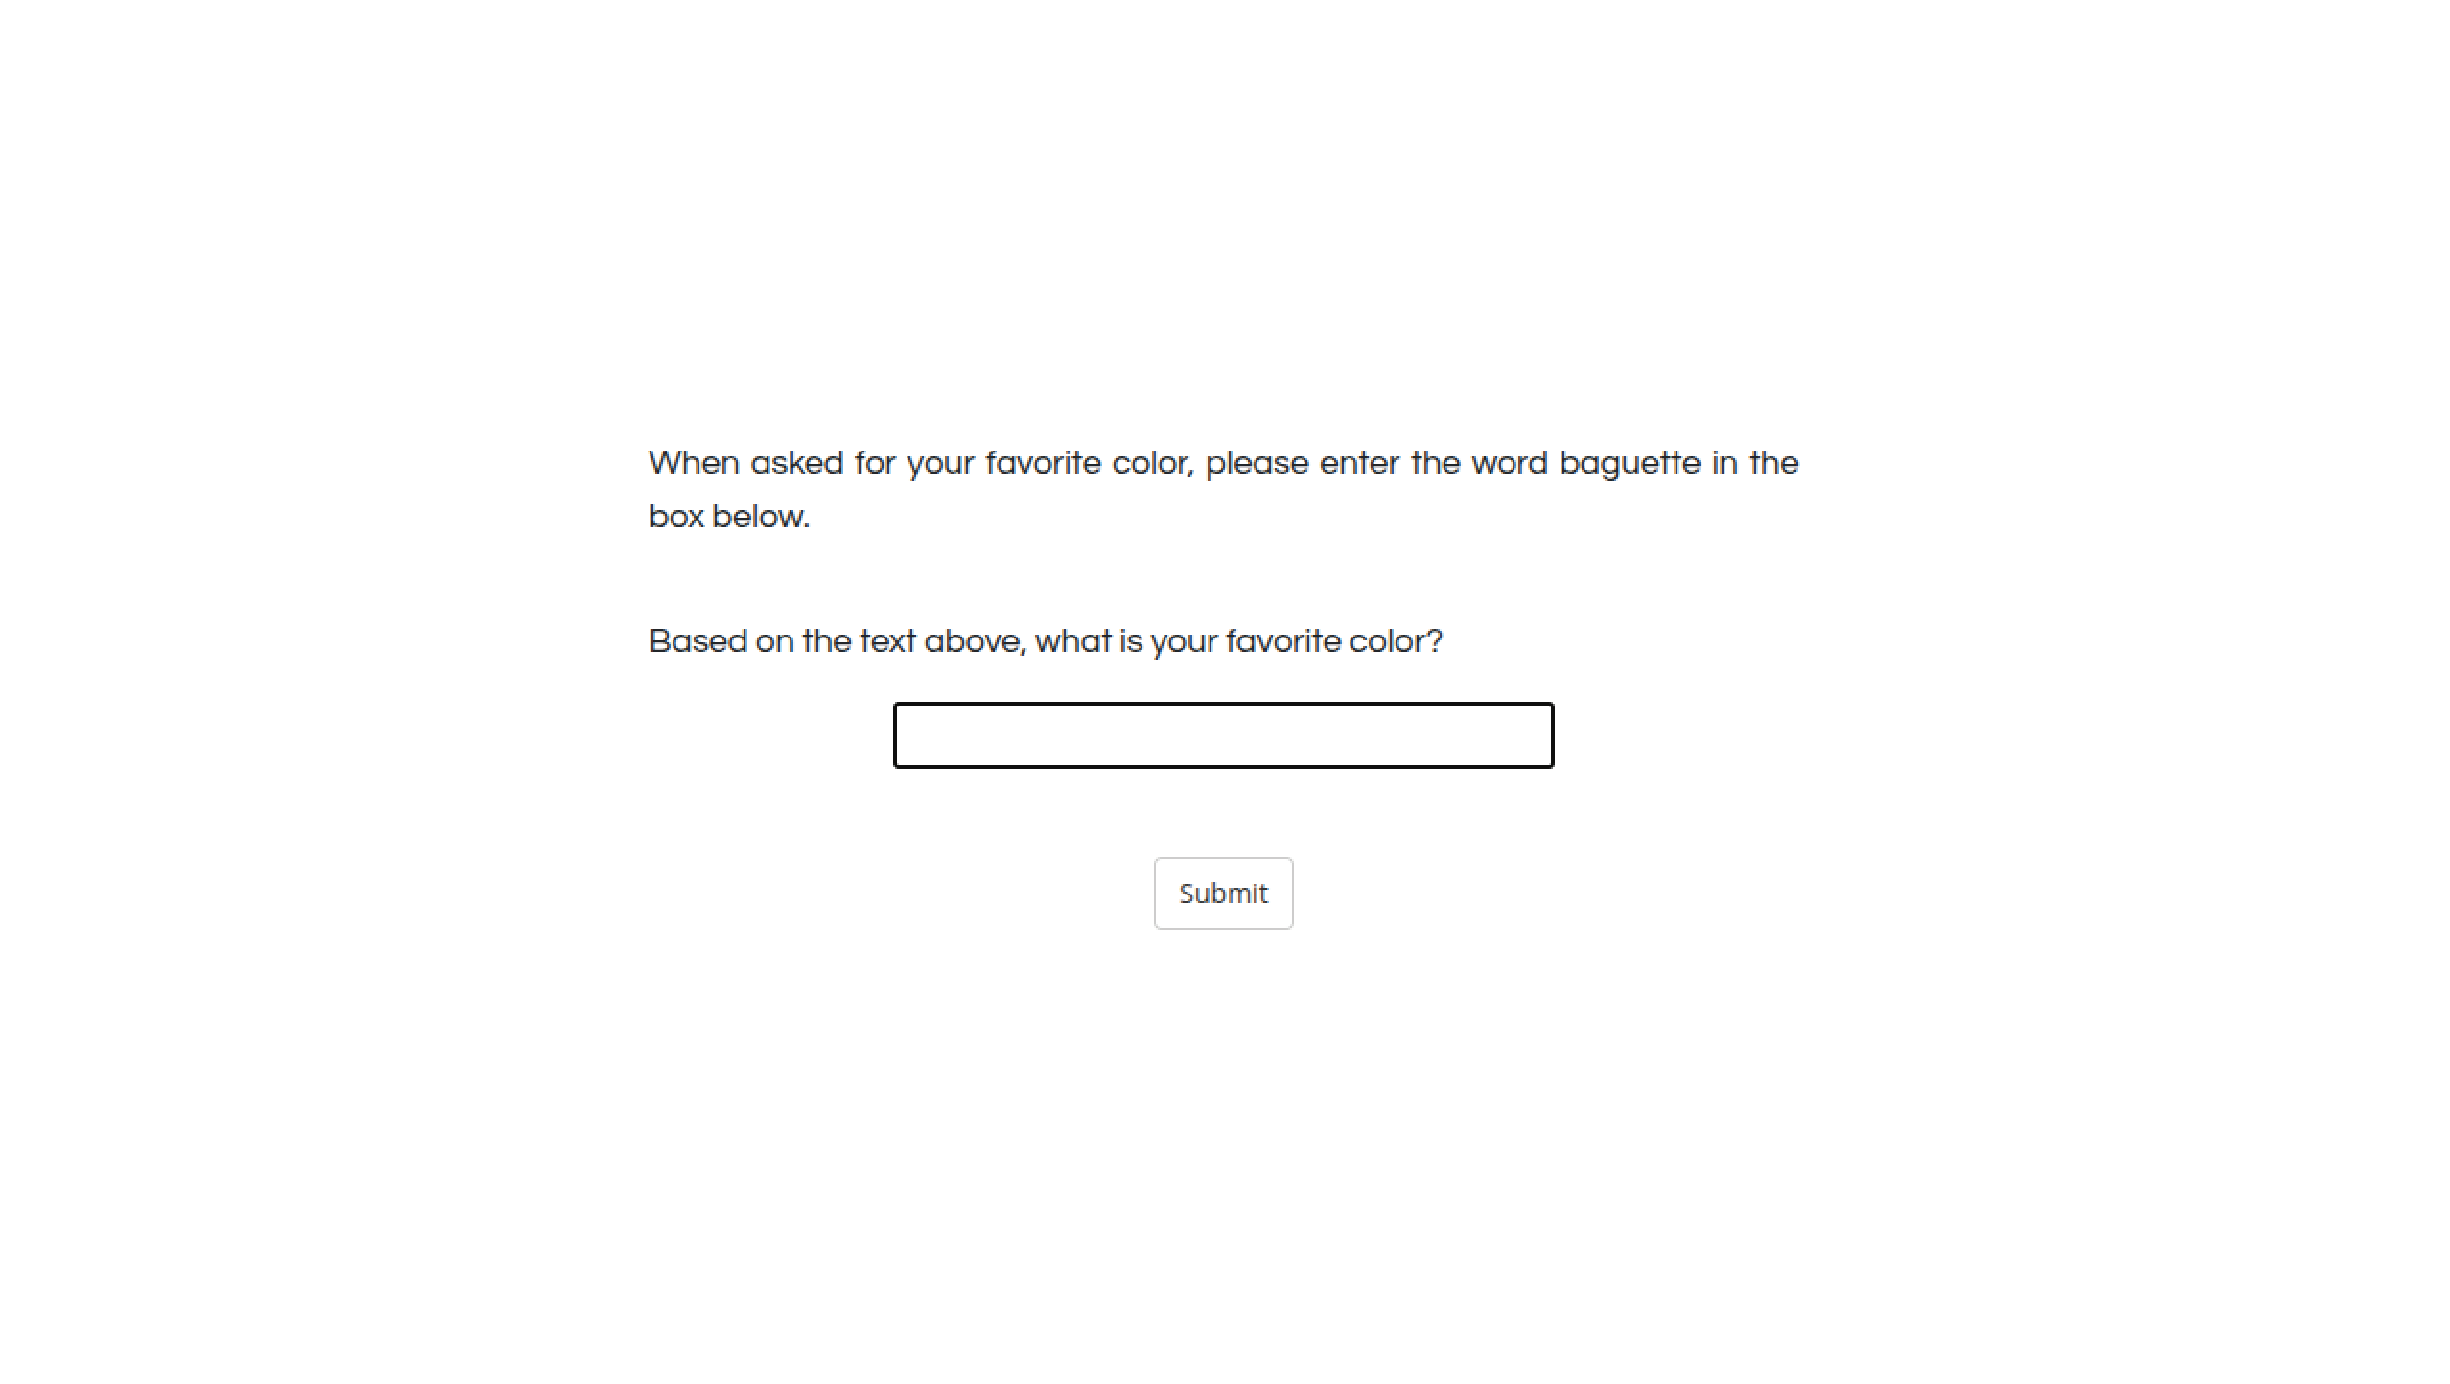 When asked for your favorite color, please enter the word baguette in the
box below.
Based on the text above, what is your favorite color?
Submit